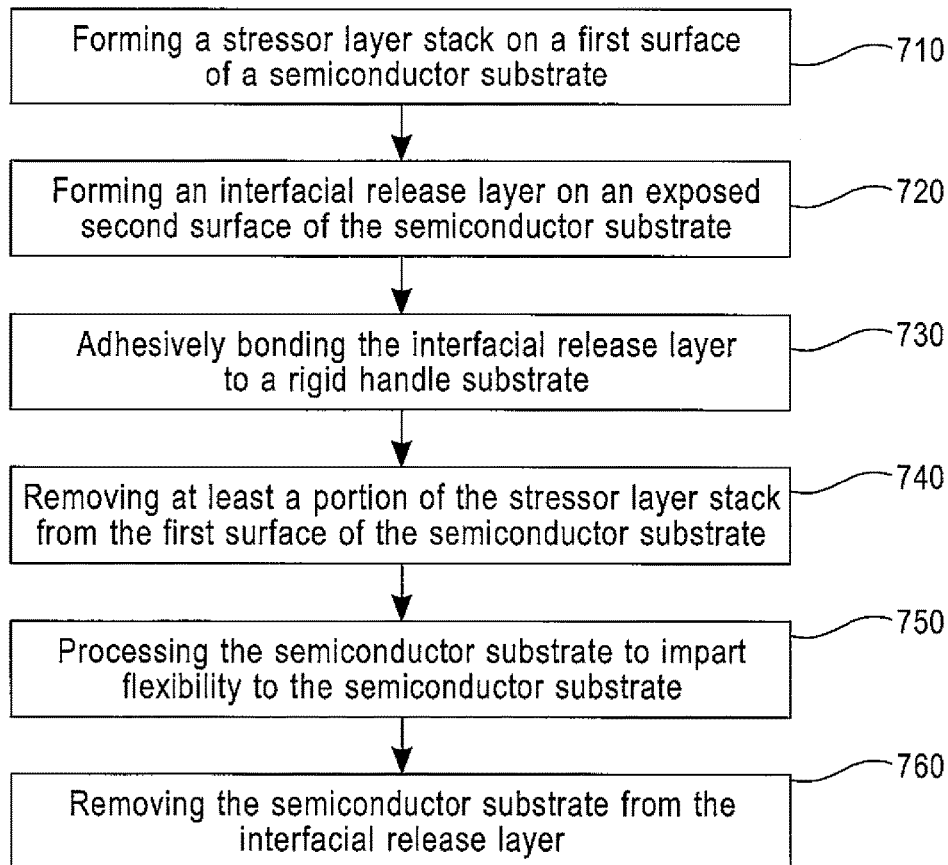 Forming a stressor layer stack on a first surface
of a semiconductor substrate
710
Forming an interfacial release layer on an exposed
second surface of the semiconductor substrate
720
Adhesively bonding the interfacial release layer
to a rigid handle substrate
730
Removing at least a portion of the stressor layer stack
from the first surface of the semiconductor substrate
740
Processing the semiconductor substrate to impart
flexibility to the semiconductor substrate
750
Removing the semiconductor substrate from the
interfacial release layer
760